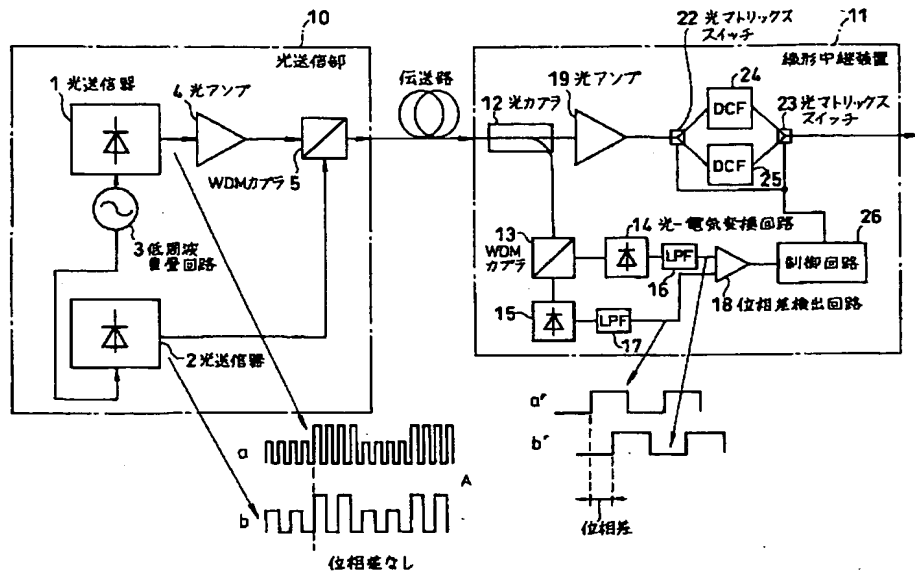 10
光送信部
1 光送信器
4 光アンプ
WDMカプラ 5
3 低周波
重畳回路
2 光送信器
伝送路
11
線形中継装置
22 光マトリックス
スイッチ
12 光カプラ
19 光アンプ
24
DCF
23 光マトリックス
スイッチ
DCF
25
13
WDM
カプラ
14 光-電気変換回路
LPF
16
26
制御回路
18 位相差検出回路
15
LPF
17
a
A
b
位相差なし
a′
b′
位相差